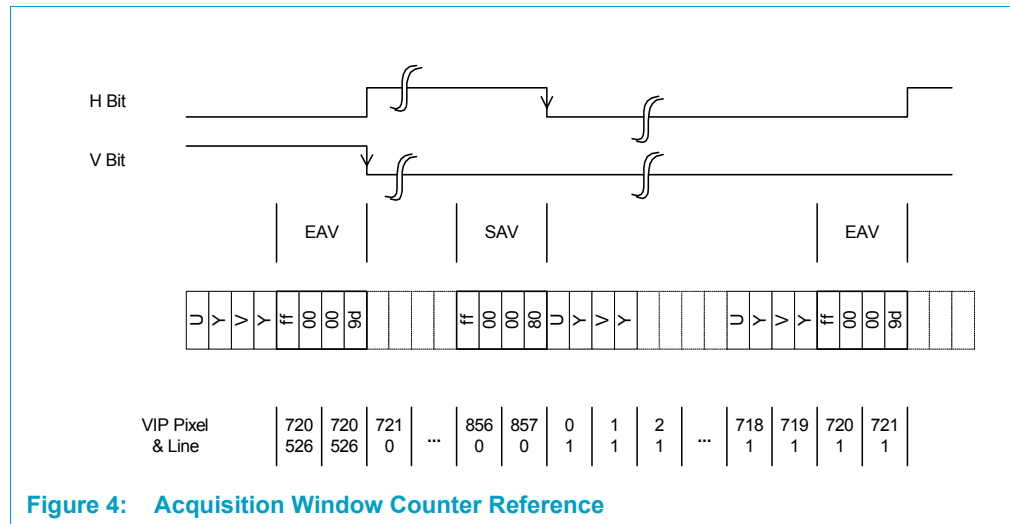 H Bit
V Bit
EAV SAV EAV
U Y V Y ff 00 00 9d ff 00 00 80 U Y V Y U Y V Y ff 00 00 9d
VIP Pixel 720 720 721 ... 856 857 0 1 2 ... 718 719 720 721
& Line 526 526 0 0 0 1 1 1 1 1 1 1
Figure 4: Acquisition Window Counter Reference